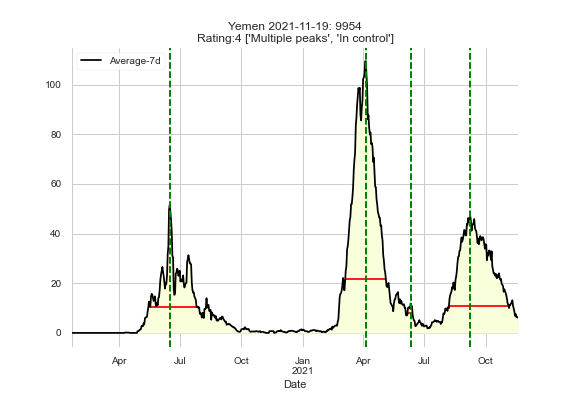 Yemen 2021-11-19: 9954
Rating:4 ['Multiple peaks', 'In control']
Average-7d
100
80
60
40
20
0
Apr Jul Oct Jan Apr Jul Oct
2021
Date